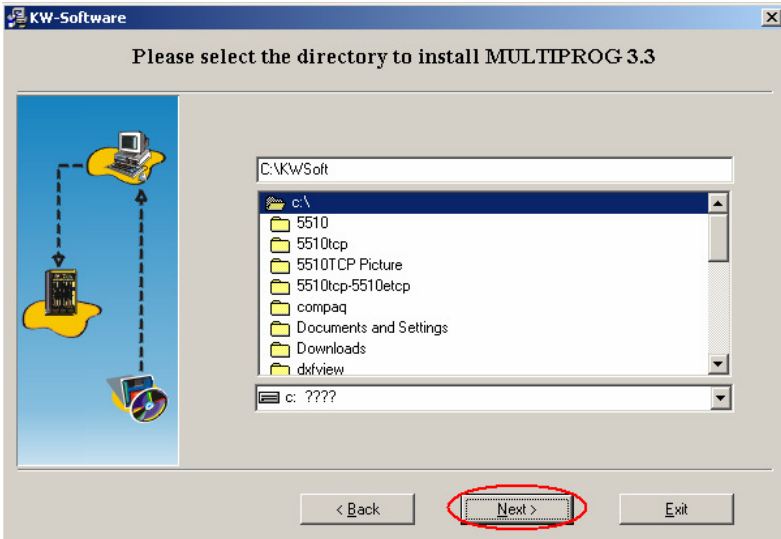 KW-Software
Please select the directory to install MULTIPROG 3.3
C:\KWSoft
c:\
5510
5510tcp
5510TCP Picture
5510tcp-5510etcp
compaq
Documents and Settings
Downloads
dxfview
c: ????
< Back
Next >
Exit